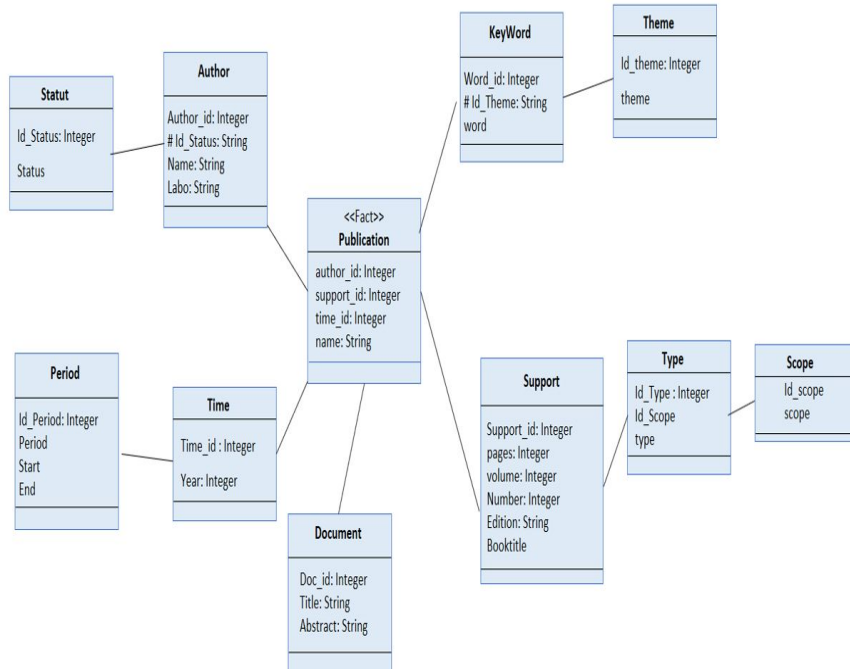 Statut
Id_Status: Integer
Status
Author
Author_id: Integer
# Id_Status: String
Name: String
Labo: String
KeyWord
Word_id: Integer
# Id_Theme: String
word
Theme
Id_theme: Integer
theme
<<Fact>>
Publication
author_id: Integer
support_id: Integer
time_id: Integer
name: String
Period
Id_Period: Integer
Period
Start
End
Time
Time_id : Integer
Year: Integer
Document
Doc_id: Integer
Title: String
Abstract: String
Support
Support_id: Integer
pages: Integer
volume: Integer
Number: Integer
Edition: String
Booktitle
Type
Id_Type : Integer
Id_Scope
type
Scope
Id_scope
scope